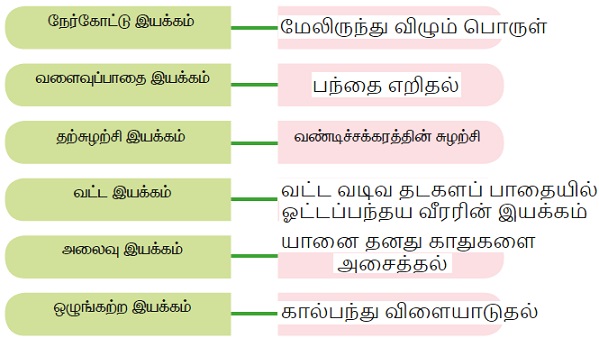 நேர்கோட்டு இயக்கம் மேலிருந்து விழும் பொருள்
வளைவுப்பாதை இயக்கம் பந்தை எறிதல்
தற்சுழற்சி இயக்கம் வண்டிச்சக்கரத்தின் சுழற்சி
வட்ட இயக்கம் வட்ட வடிவ தடகளப் பாதையில்
ஓட்டப்பந்தய வீரரின் இயக்கம்
அலைவு இயக்கம் யானை தனது காதுகளை
அசைத்தல்
ஒழுங்கற்ற இயக்கம் கால்பந்து விளையாடுதல்